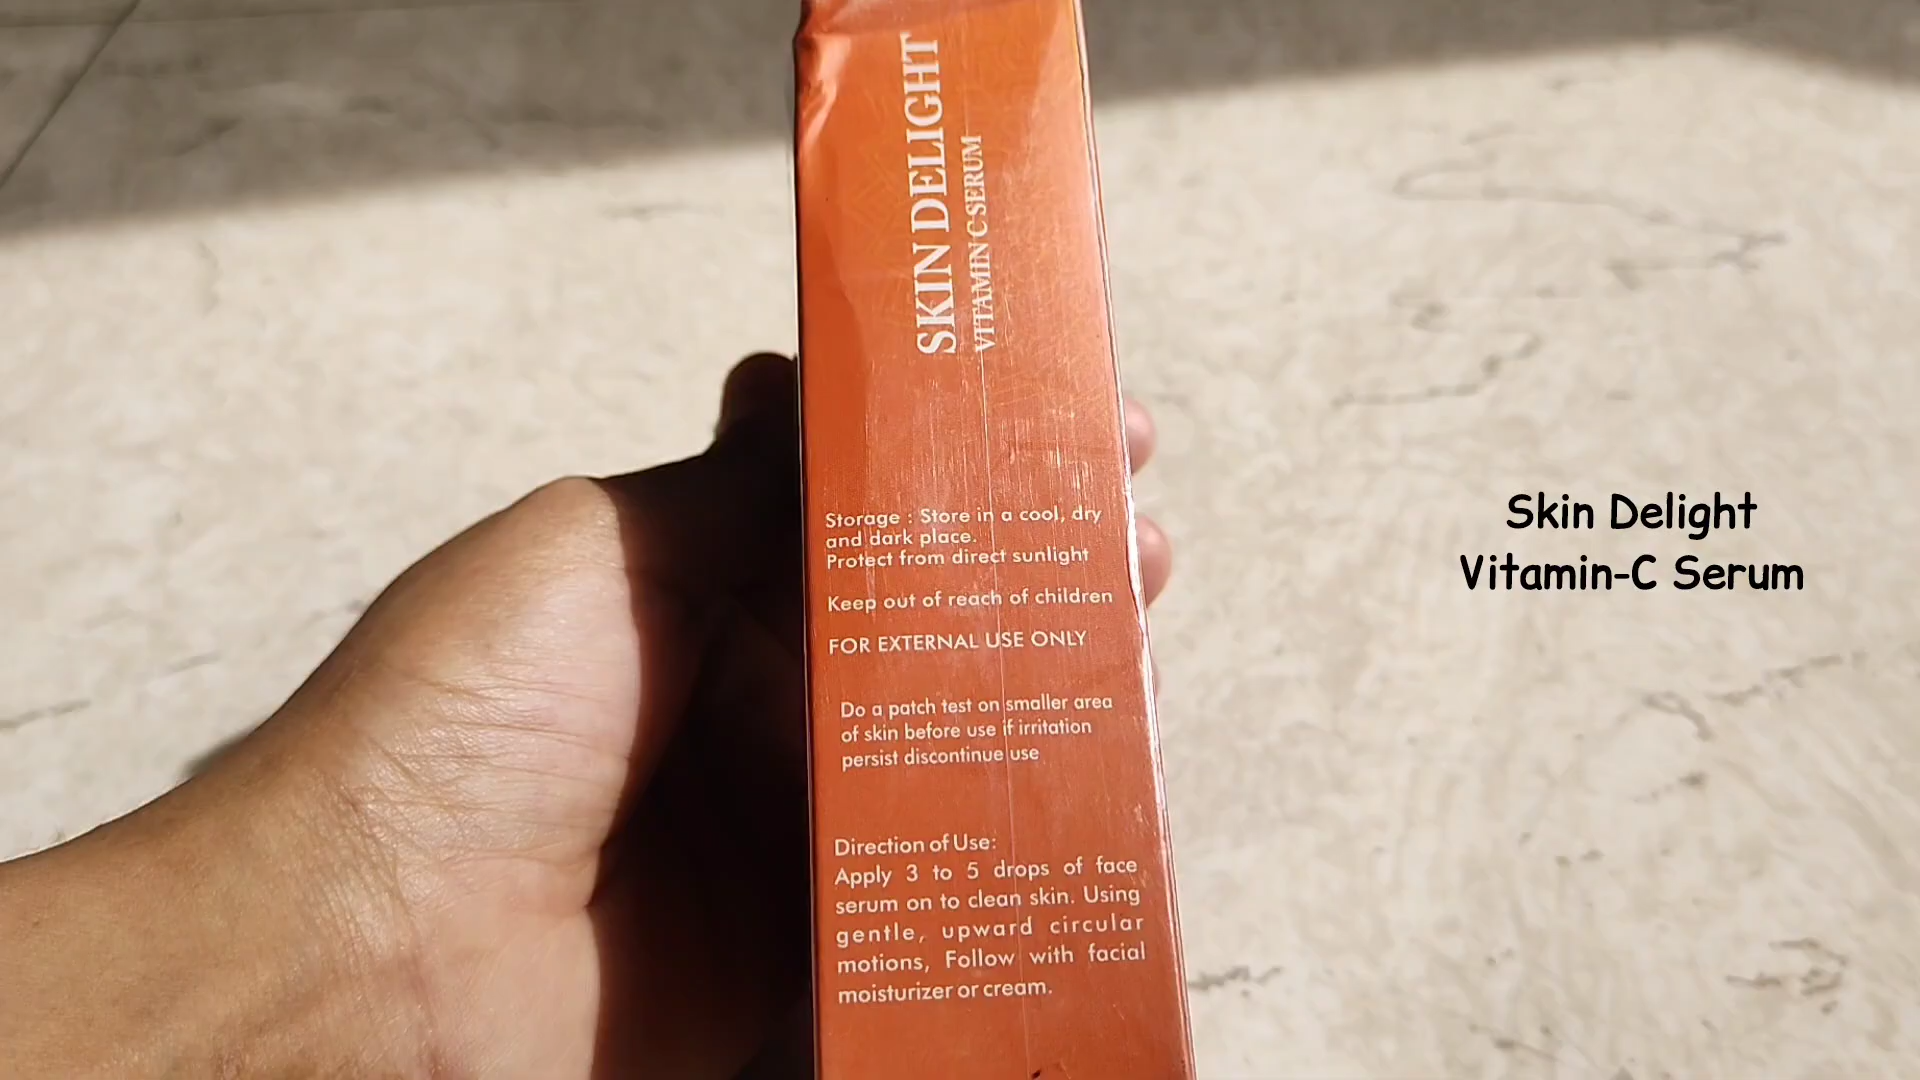 SKIN DELIGHT
VITAMIN C SERUM
Storage : Store in a cool, dry
and dark place.
Protect from direct sunlight
Keep out of reach of children
FOR EXTERNAL USE ONLY
Do a patch test on smaller area
of skin before use if irritation
persist discontinue use
Direction of Use:
Apply 3 to 5 drops of face
serum on to clean skin. Using
gentle, upward circular
motions, Follow with facial
moisturizer or cream.
Skin Delight
Vitamin-C Serum